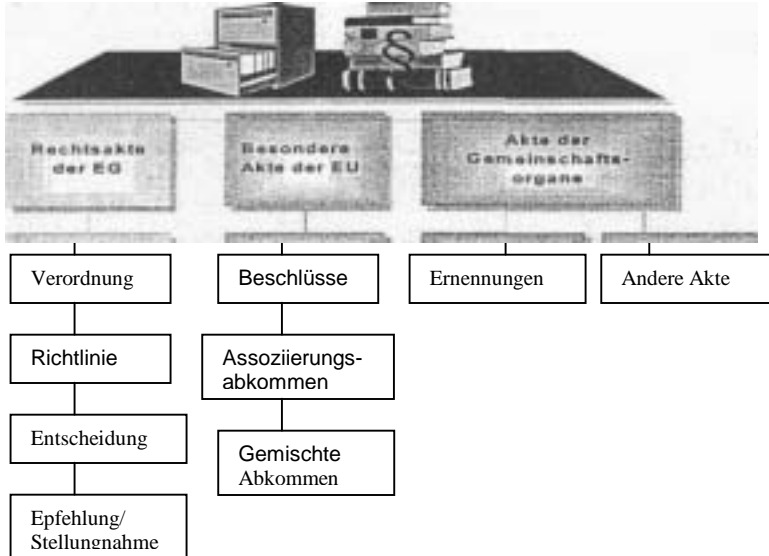 §
Rechtsakte
der EG
Besondere
Akte der EU
Akte der
Gemeinschafts-
organe
Verordnung
Beschlüsse
Ernennungen
Andere Akte
Richtlinie
Assoziierungs-
abkommen
Entscheidung
Gemischte
Abkommen
Epfehlung/
Stellungnahme